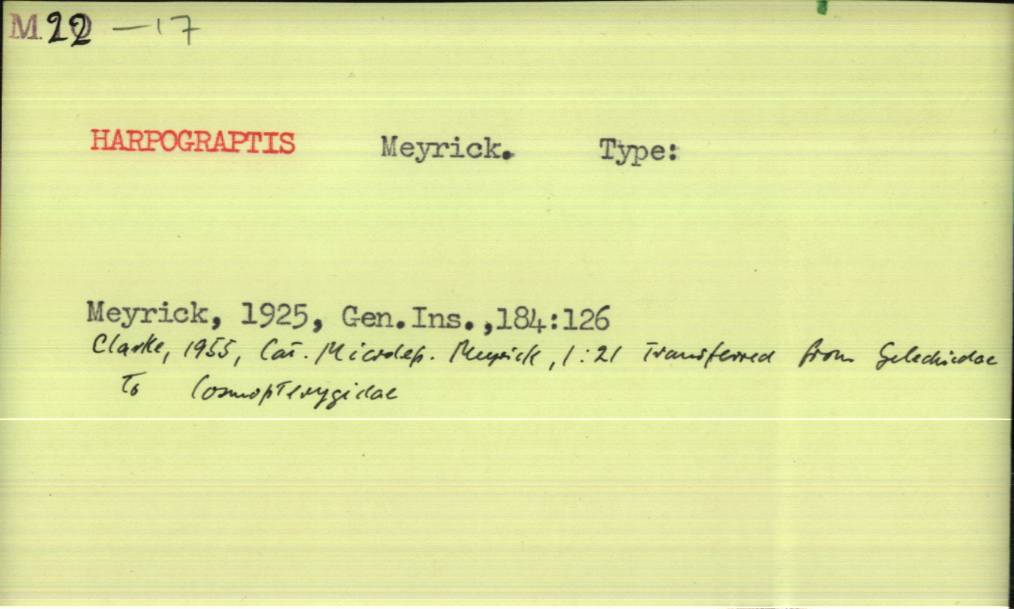 M.22 — 17
HARPOGRAPTIS Meyrick. Type:
Meyrick, 1925, Gen.Ins.,184:126
Clarke, 1955, Cat. Microlep. Meyrick, 1:21 Transferred from Gelechiidae
To Cosmopterygidae